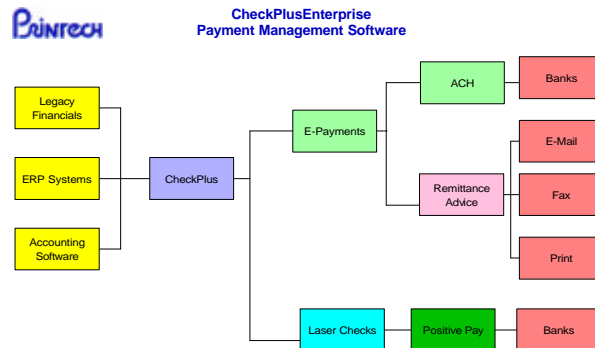 Printech
CheckPlusEnterprise
Payment Management Software
Legacy
Financials
ERP Systems
Accounting
Software
CheckPlus
E-Payments
ACH
Banks
Remittance
Advice
E-Mail
Fax
Print
Laser Checks
Positive Pay
Banks